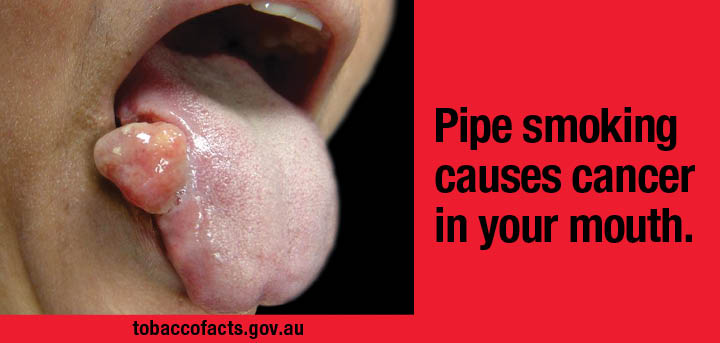 Pipe smoking
causes cancer
in your mouth.
tobaccofacts.gov.au